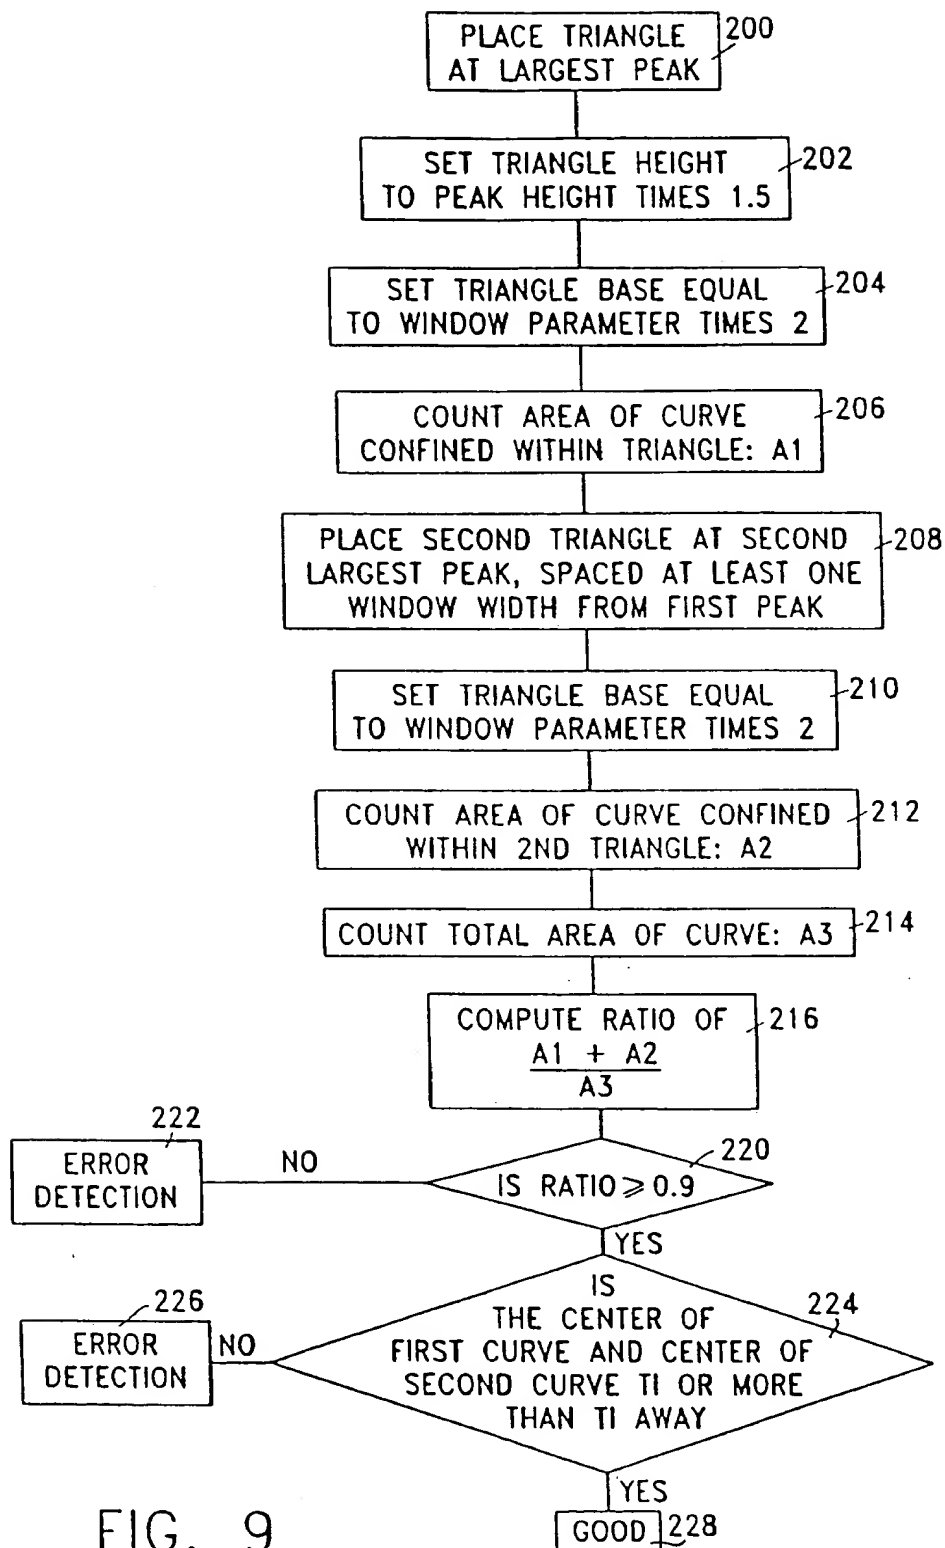 PLACE TRIANGLE
AT LARGEST PEAK
200
SET TRIANGLE HEIGHT
TO PEAK HEIGHT TIMES 1.5
202
SET TRIANGLE BASE EQUAL
TO WINDOW PARAMETER TIMES 2
204
COUNT AREA OF CURVE
CONFINED WITHIN TRIANGLE: A1
206
PLACE SECOND TRIANGLE AT SECOND
LARGEST PEAK, SPACED AT LEAST ONE
WINDOW WIDTH FROM FIRST PEAK
208
SET TRIANGLE BASE EQUAL
TO WINDOW PARAMETER TIMES 2
210
COUNT AREA OF CURVE CONFINED
WITHIN 2ND TRIANGLE: A2
212
COUNT TOTAL AREA OF CURVE: A3
214
COMPUTE RATIO OF
A1 + A2
A3
216
IS RATIO ⩾ 0.9
220
NO
222
ERROR
DETECTION
YES
IS
THE CENTER OF
FIRST CURVE AND CENTER OF
SECOND CURVE TI OR MORE
THAN TI AWAY
224
NO
226
ERROR
DETECTION
YES
GOOD
228
FIG. 9